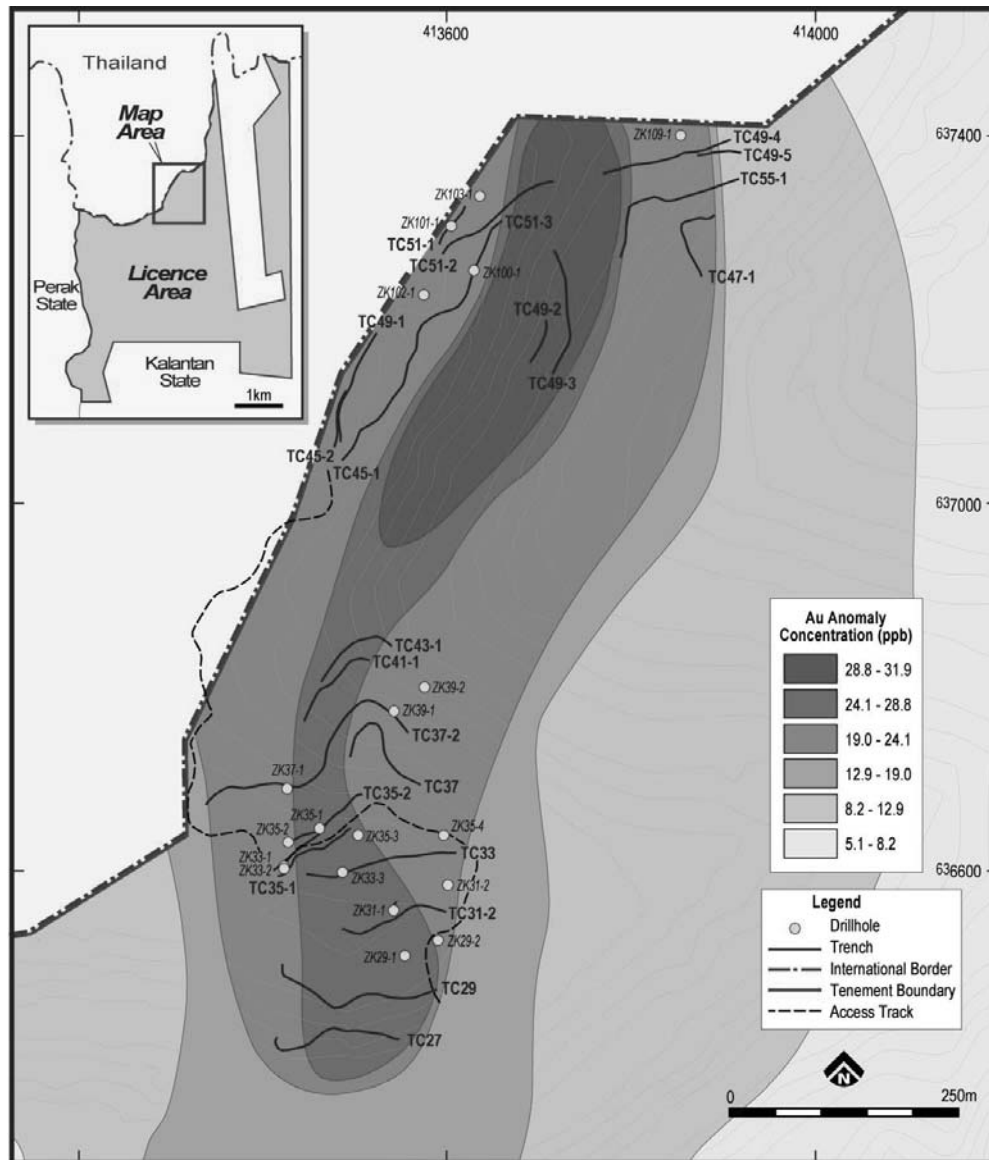 413600
414000
Thailand
Map
Area
Licence
Area
Perak
State
Kalantan
State
1km
637400
637000
636600
ZK109-1
TC49-4
TC49-5
TC55-1
ZK103-1
ZK101-1
TC51-3
TC51-1
TC51-2
ZK100-1
TC47-1
ZK102-1
TC49-2
TC49-1
TC49-3
TC45-2
TC45-1
TC43-1
TC41-1
ZK39-2
ZK39-1
TC37-2
ZK37-1
TC37
TC35-2
ZK35-1
ZK35-2
ZK35-3
ZK35-4
ZK33-1
ZK33-2
TC33
TC35-1
ZK33-3
ZK31-2
ZK31-1
TC31-2
ZK29-2
ZK29-1
TC29
TC27
Au Anomaly
Concentration (ppb)
28.8 - 31.9
24.1 - 28.8
19.0 - 24.1
12.9 - 19.0
8.2 - 12.9
5.1 - 8.2
Legend
Drillhole
Trench
International Border
Tenement Boundary
Access Track
N
0
250m